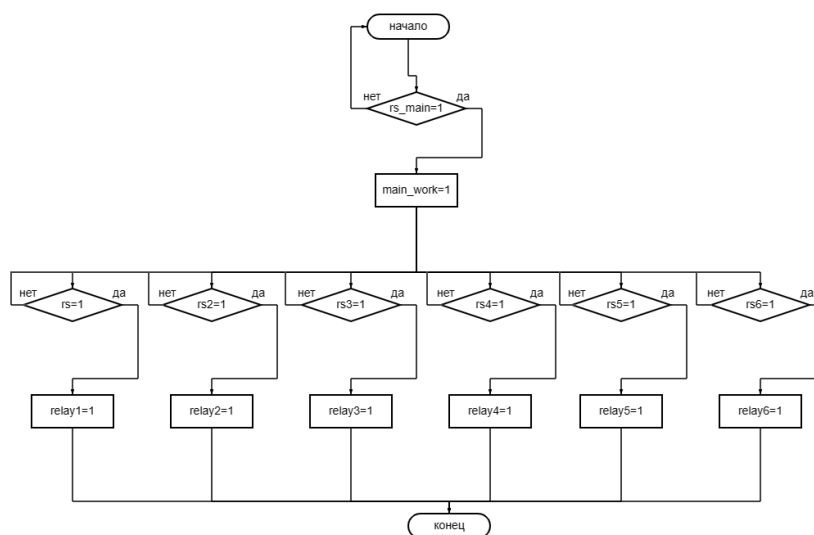 начало
нет
да
rs_main=1
main_work=1
нет
да
нет
да
нет
да
нет
да
нет
да
нет
да
rs=1
rs2=1
rs3=1
rs4=1
rs5=1
rs6=1
relay1=1
relay2=1
relay3=1
relay4=1
relay5=1
relay6=1
конец